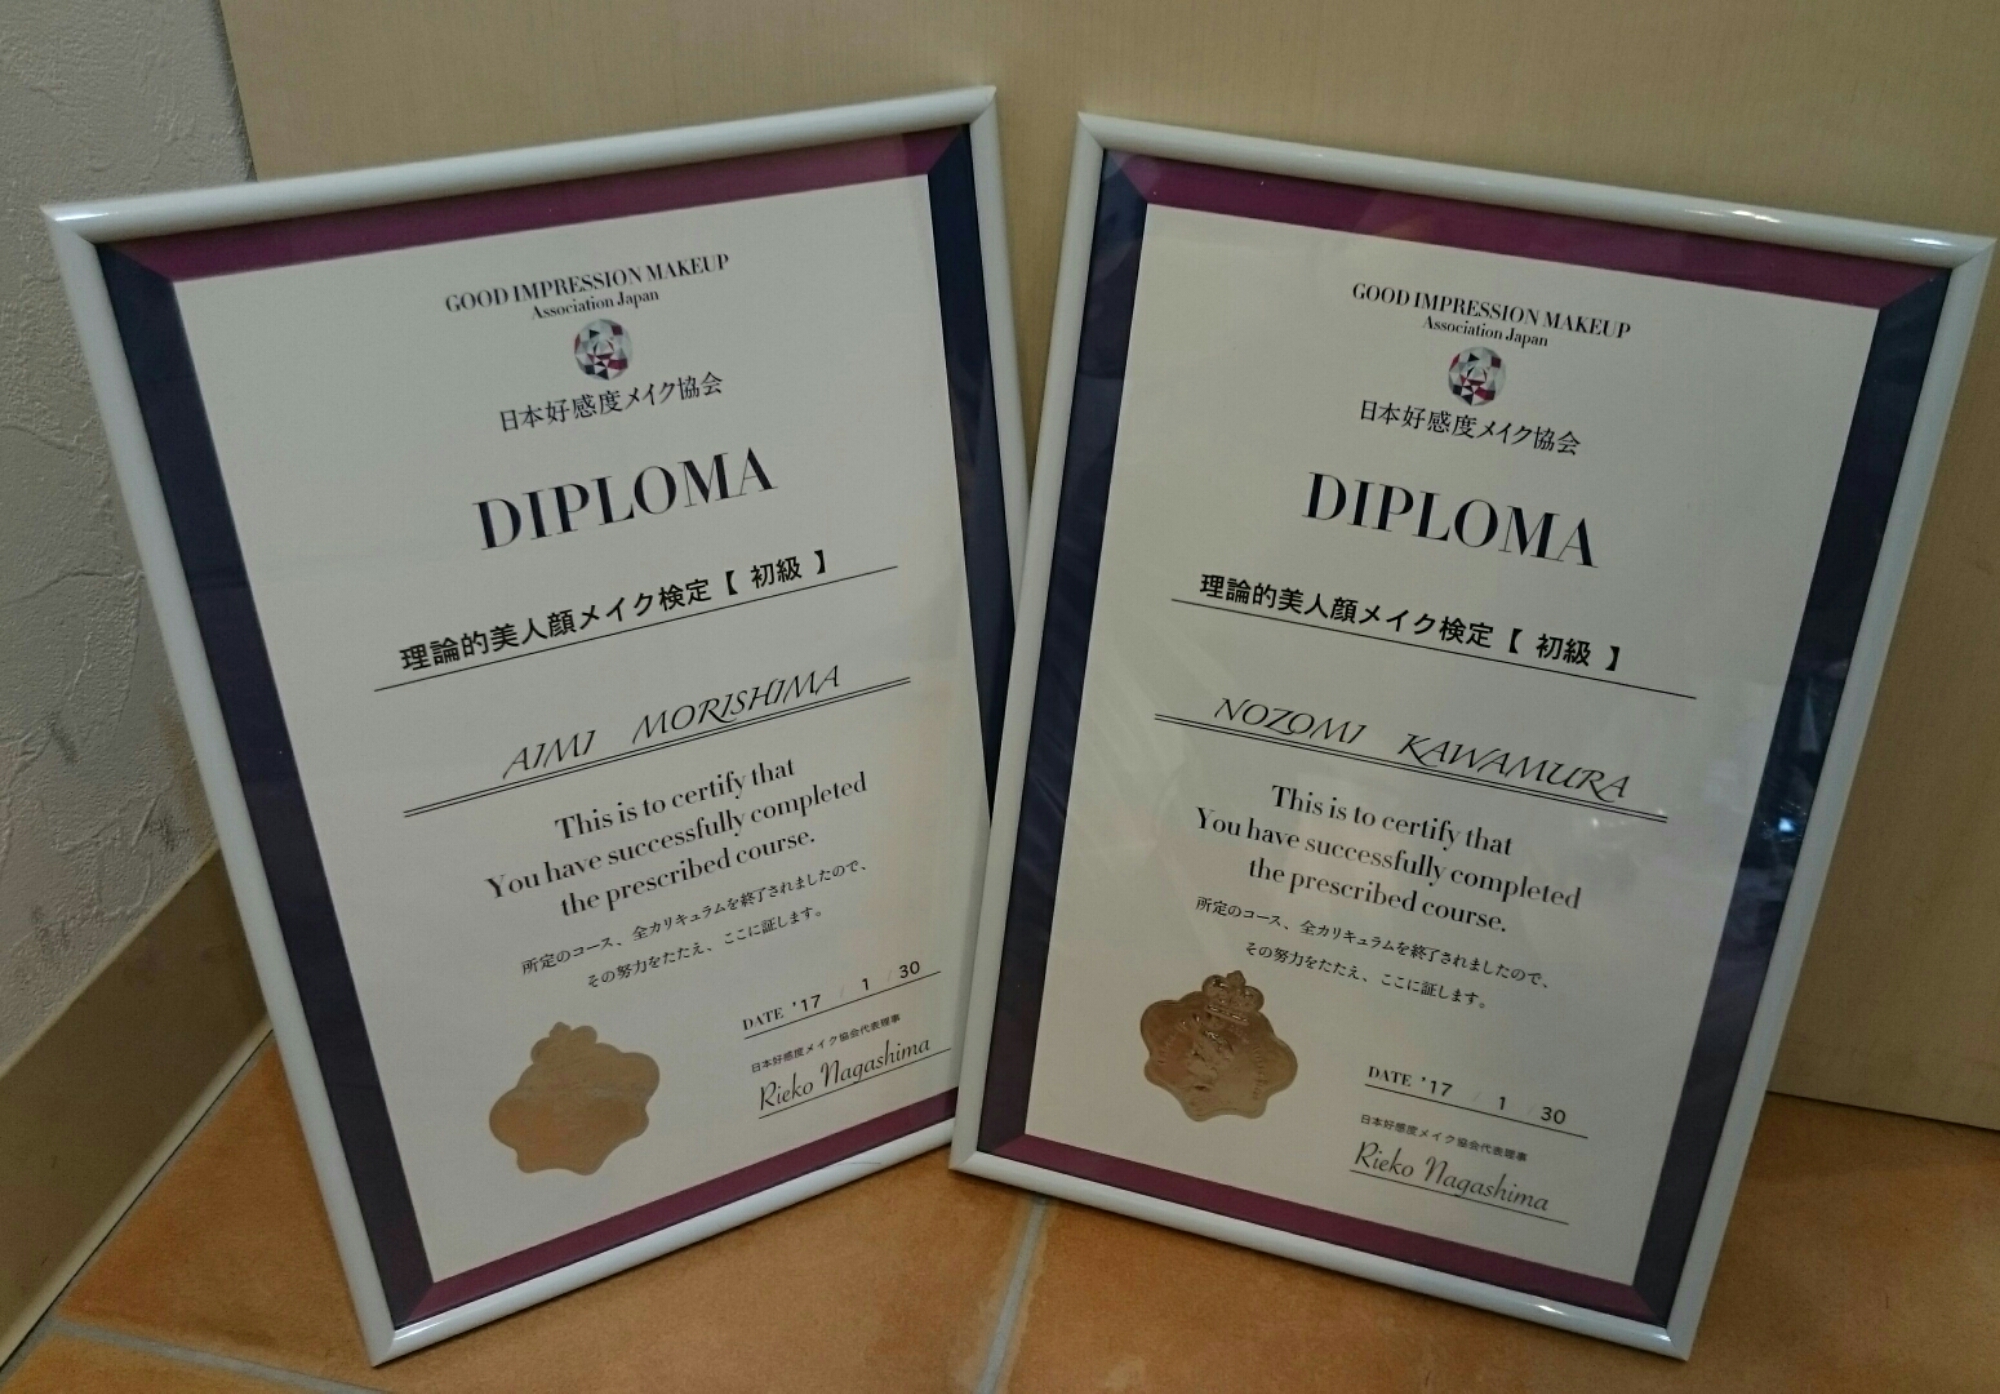 GOOD IMPRESSION MAKEUP
Association Japan
日本好感度メイク協会
DIPLOMA
理論的美人顔メイク検定【 初級 】
AIMI MORISHIMA
This is to certify that
You have successfully completed
the prescribed course.
所定のコース、全カリキュラムを終了されましたので、
その努力をたたえ、ここに証します。
DATE '17 / 1 / 30
日本好感度メイク協会代表理事
Rieko Nagashima
GOOD IMPRESSION MAKEUP
Association Japan
日本好感度メイク協会
DIPLOMA
理論的美人顔メイク検定【 初級 】
NOZOMI KAWAMURA
This is to certify that
You have successfully completed
the prescribed course.
所定のコース、全カリキュラムを終了されましたので、
その努力をたたえ、ここに証します。
DATE '17 / 1 / 30
日本好感度メイク協会代表理事
Rieko Nagashima